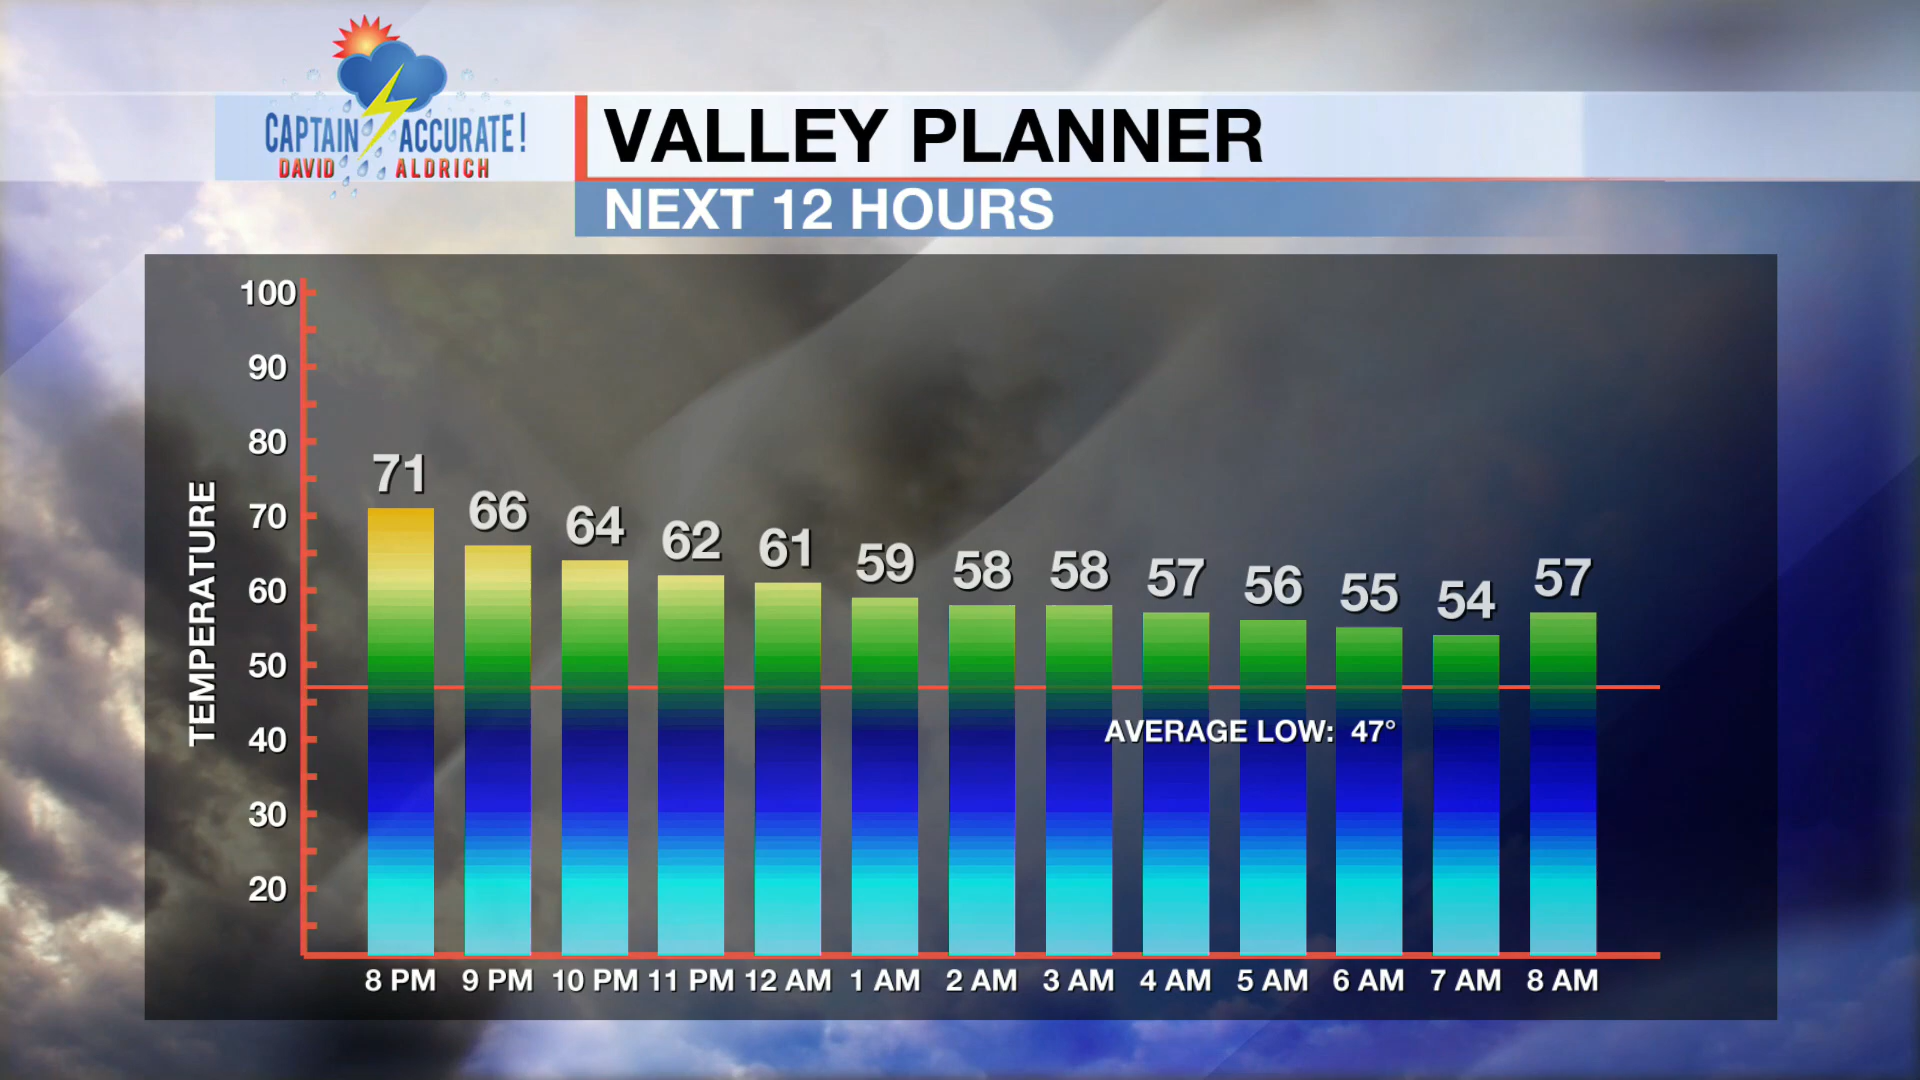 CAPTAIN ACCURATE!
DAVID ALDRICH
VALLEY PLANNER
NEXT 12 HOURS
TEMPERATURE
100
90
80
70
60
50
40
30
20
71 66 64 62 61 59 58 58 57 56 55 54 57
AVERAGE LOW: 47°
8 PM 9 PM 10 PM 11 PM 12 AM 1 AM 2 AM 3 AM 4 AM 5 AM 6 AM 7 AM 8 AM